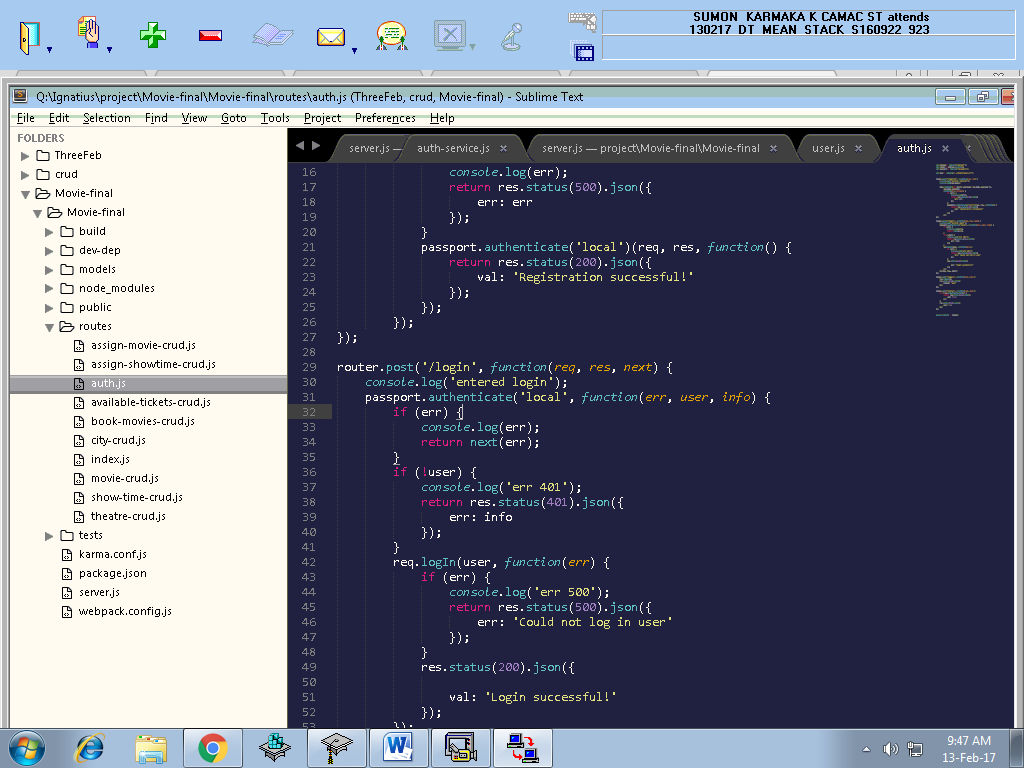 SUMON KARMAKA K CAMAC ST attends
130217_DT_MEAN_STACK_S160922_923
Q:\Ignatius\project\Movie-final\Movie-final\routes\auth.js (ThreeFeb, crud, Movie-final) - Sublime Text
File Edit Selection Find View Goto Tools Project Preferences Help
FOLDERS
ThreeFeb
crud
Movie-final
Movie-final
build
dev-dep
models
node_modules
public
routes
assign-movie-crud.js
assign-showtime-crud.js
auth.js
available-tickets-crud.js
book-movies-crud.js
city-crud.js
index.js
movie-crud.js
show-time-crud.js
theatre-crud.js
tests
karma.conf.js
package.json
server.js
webpack.config.js
server.js — auth-service.js × server.js — project\Movie-final\Movie-final × user.js × auth.js ×
16 console.log(err);
17 return res.status(500).json({
18 err: err
19 });
20 }
21 passport.authenticate('local')(req, res, function() {
22 return res.status(200).json({
23 val: 'Registration successful!'
24 });
25 });
26 });
27 });
28
29 router.post('/login', function(req, res, next) {
30 console.log('entered login');
31 passport.authenticate('local', function(err, user, info) {
32 if (err) {
33 console.log(err);
34 return next(err);
35 }
36 if (!user) {
37 console.log('err 401');
38 return res.status(401).json({
39 err: info
40 });
41 }
42 req.logIn(user, function(err) {
43 if (err) {
44 console.log('err 500');
45 return res.status(500).json({
46 err: 'Could not log in user'
47 });
48 }
49 res.status(200).json({
50
51 val: 'Login successful!'
52 });
53 });
9:47 AM
13-Feb-17